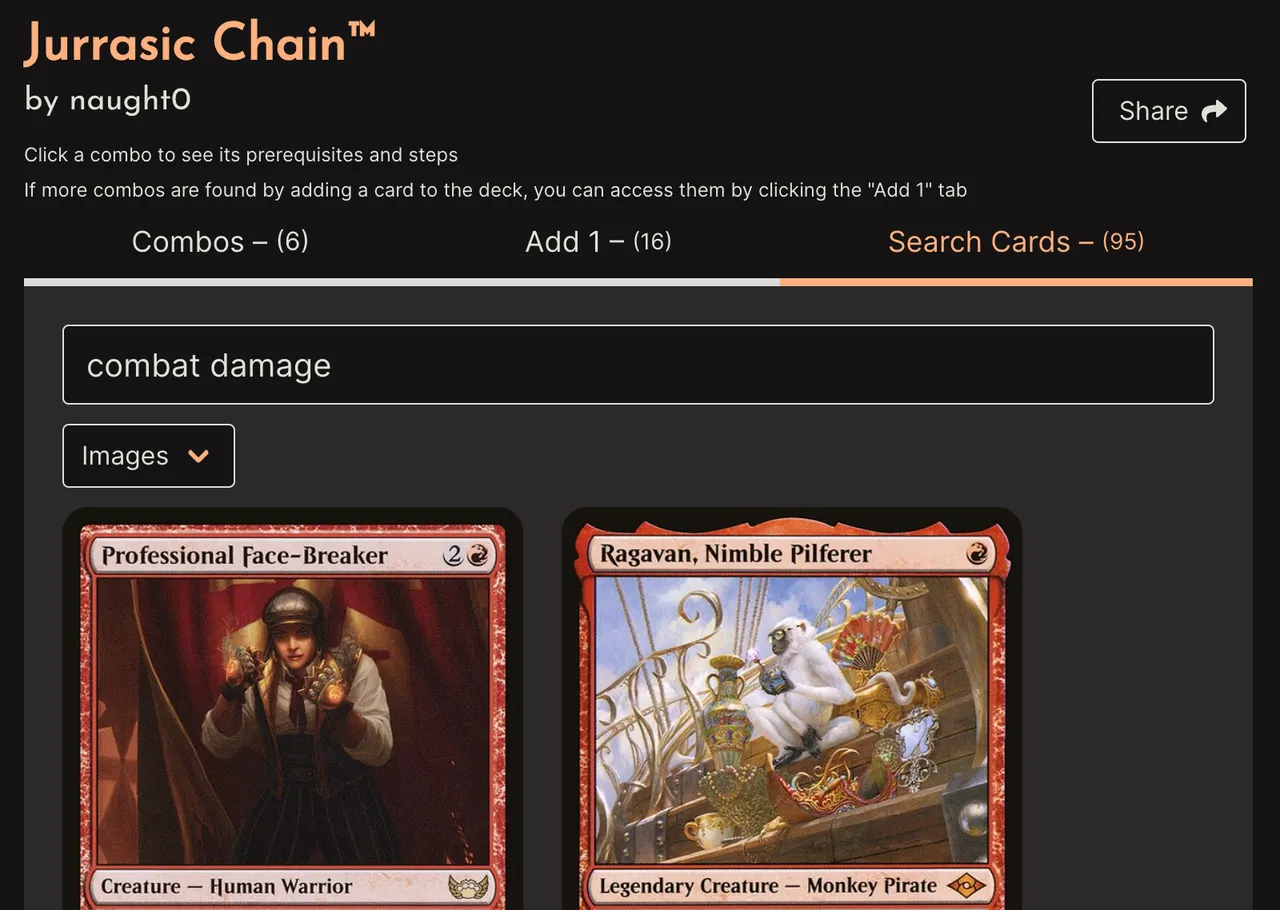 Jurrasic Chain™
by naught0
Share
Click a combo to see its prerequisites and steps
If more combos are found by adding a card to the deck, you can access them by clicking the "Add 1" tab
Combos – (6)
Add 1 – (16)
Search Cards – (95)
combat damage
Images
Professional Face-Breaker 2
Ragavan, Nimble Pilferer
Creature — Human Warrior
Legendary Creature — Monkey Pirate